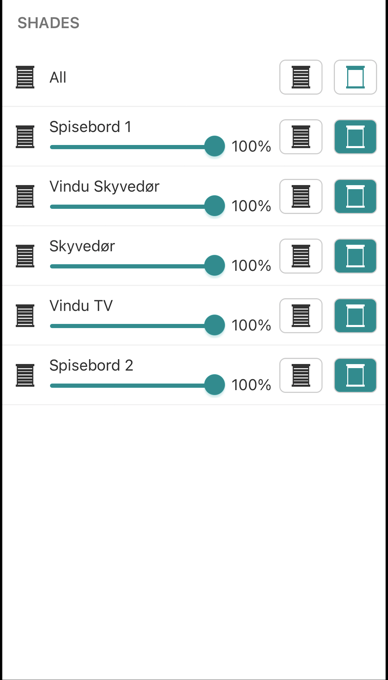 SHADES
All
Spisebord 1
100%
Vindu Skyvedør
100%
Skyvedør
100%
Vindu TV
100%
Spisebord 2
100%